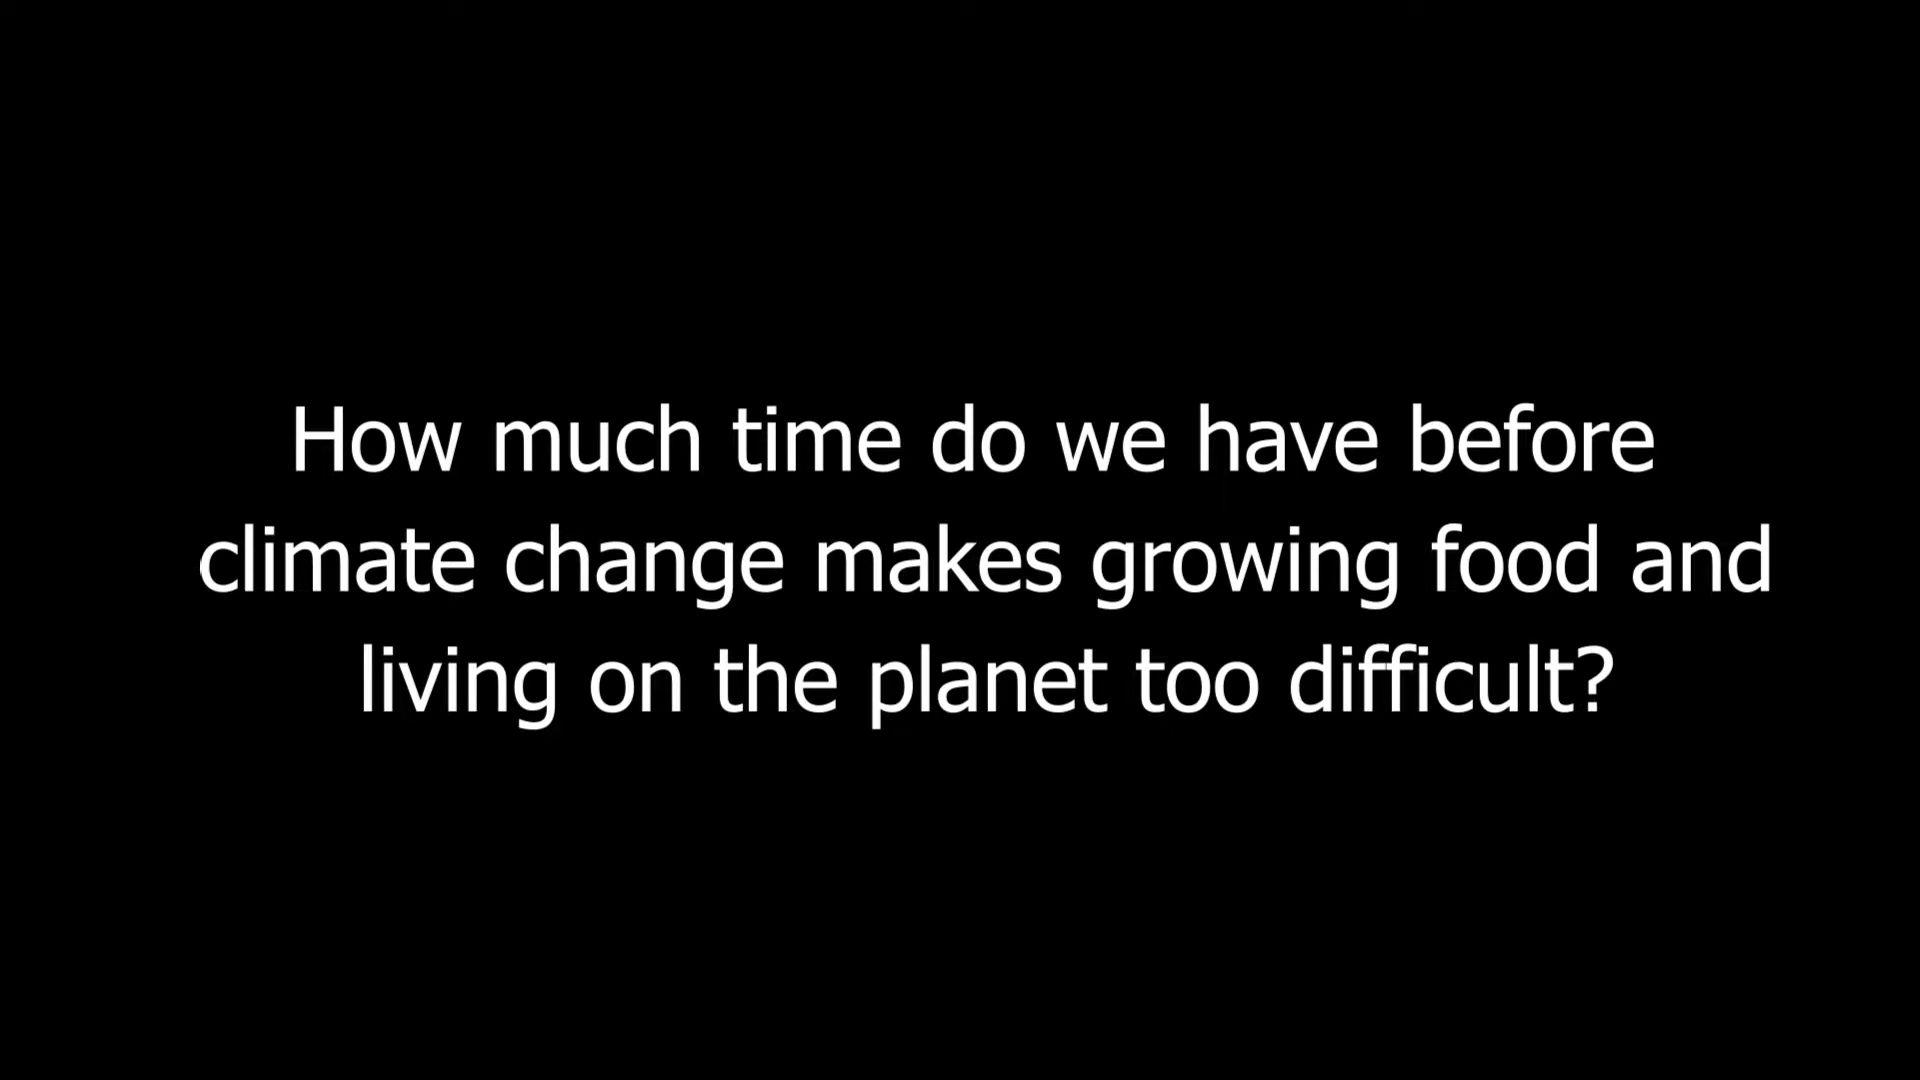 How much time do we have before
climate change makes growing food and
living on the planet too difficult?